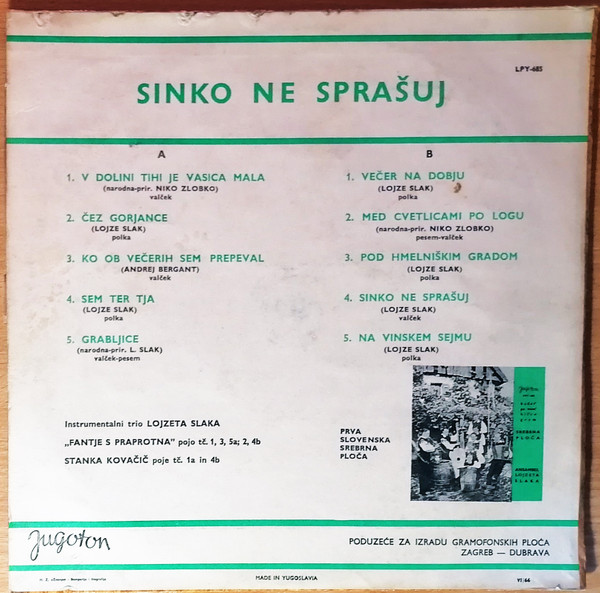 LPY-685
SINKO NE SPRAŠUJ
A
1. V DOLINI TIHI JE VASICA MALA
(narodna-prir. NIKO ZLOBKO)
valček
2. ČEZ GORJANCE
(LOJZE SLAK)
polka
3. KO OB VEČERIH SEM PREPEVAL
(ANDREJ BERGANT)
valček
4. SEM TER TJA
(LOJZE SLAK)
polka
5. GRABLJICE
(narodna-prir. L. SLAK)
valček-pesem
B
1. VEČER NA DOBJU
(LOJZE SLAK)
polka
2. MED CVETLICAMI PO LOGU
(narodna-prir. NIKO ZLOBKO)
pesem-valček
3. POD HMELNIŠKIM GRADOM
(LOJZE SLAK)
polka
4. SINKO NE SPRAŠUJ
(LOJZE SLAK)
polka
5. NA VINSKEM SEJMU
(LOJZE SLAK)
polka
Instrumentalni trio LOJZETA SLAKA
„FANTJE S PRAPROTNA" pojo tč. 1, 3, 5a; 2, 4b
STANKA KOVAČIČ poje tč. 1a in 4b
PRVA
SLOVENSKA
SREBRNA
PLOČA
PLOČA
ANSAMBEL
LOJZETA
SLAKA
Jugoton
PODUZEĆE ZA IZRADU GRAMOFONSKIH PLOČA
ZAGREB — DUBRAVA
MADE IN YUGOSLAVIA